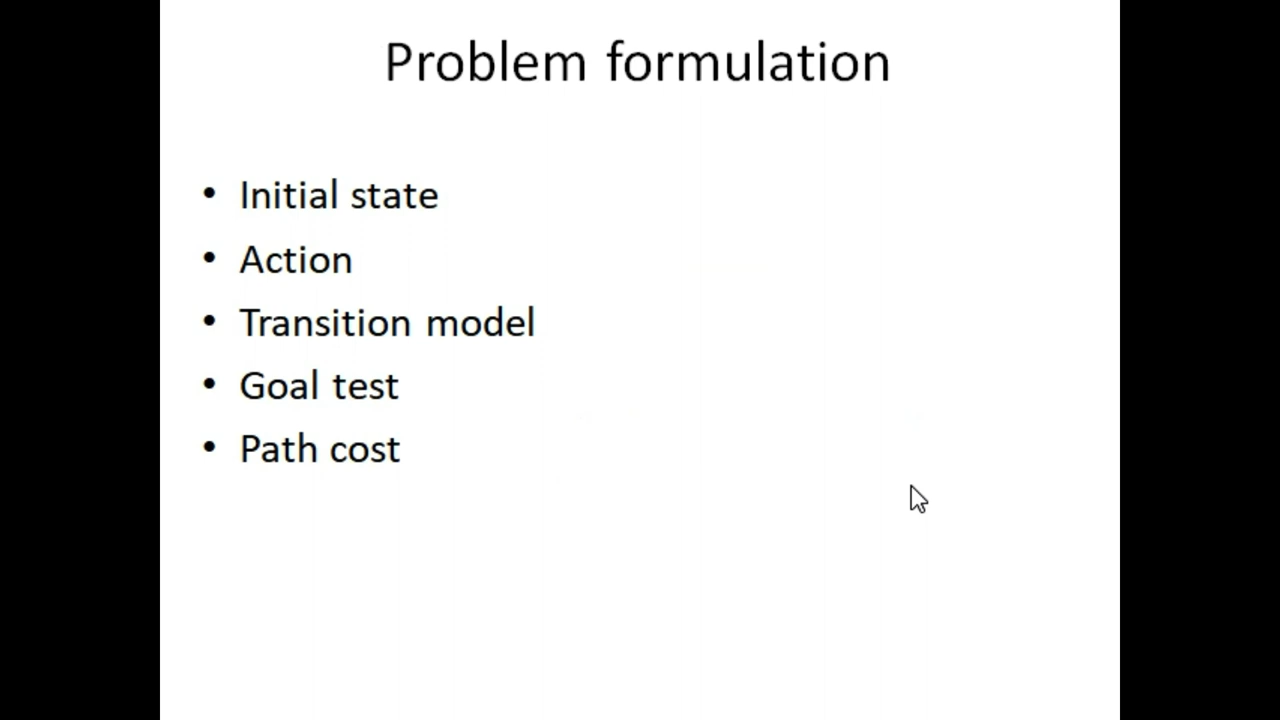 Problem formulation
• Initial state
• Action
• Transition model
• Goal test
• Path cost